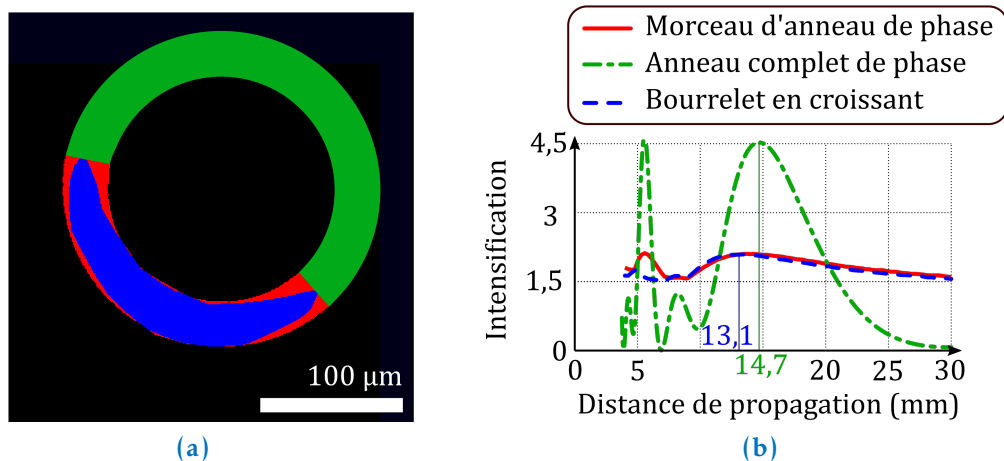 100 µm
(a)
Morceau d'anneau de phase
Anneau complet de phase
Bourrelet en croissant
Intensification
4,5
3
1,5
0
13,1
14,7
0
5
20
25
30
Distance de propagation (mm)
(b)